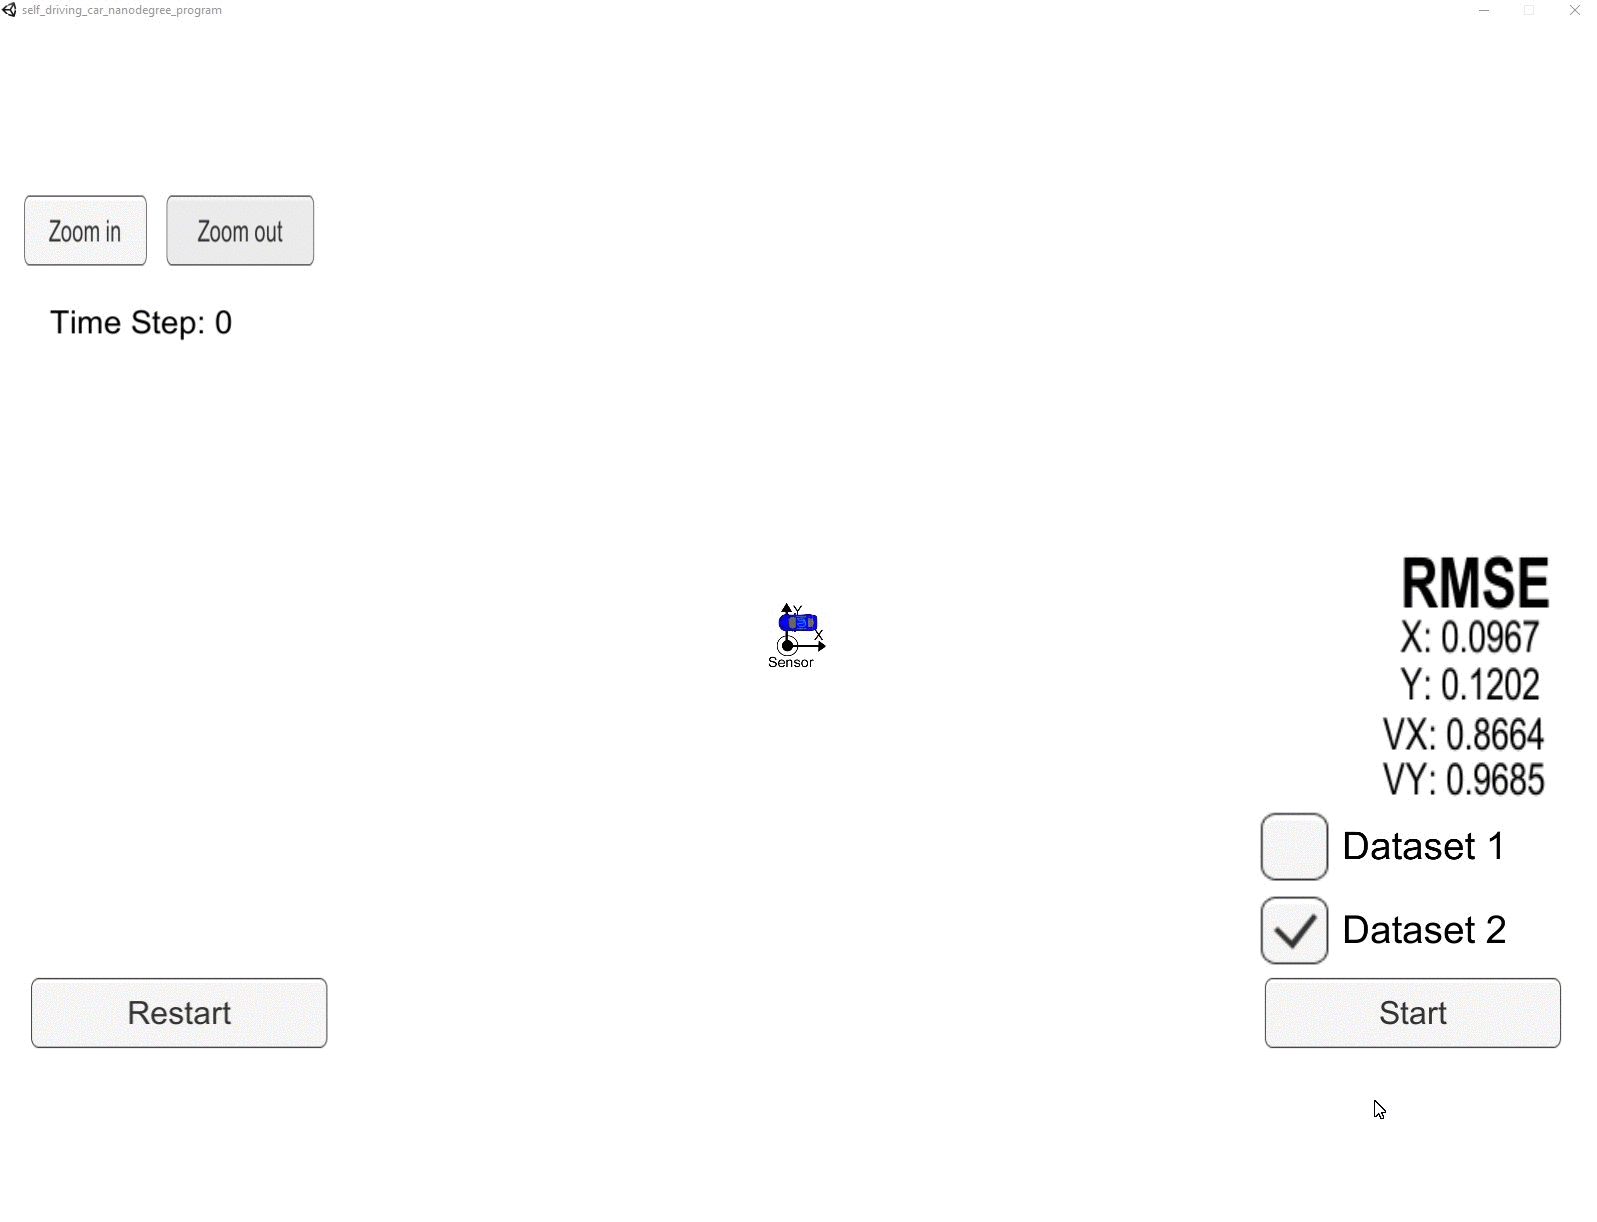 self_driving_car_nanodegree_program
Zoom in
Zoom out
Time Step: 0
Y
X
Sensor
RMSE
X: 0.0967
Y: 0.1202
VX: 0.8664
VY: 0.9685
Dataset 1
Dataset 2
Restart
Start